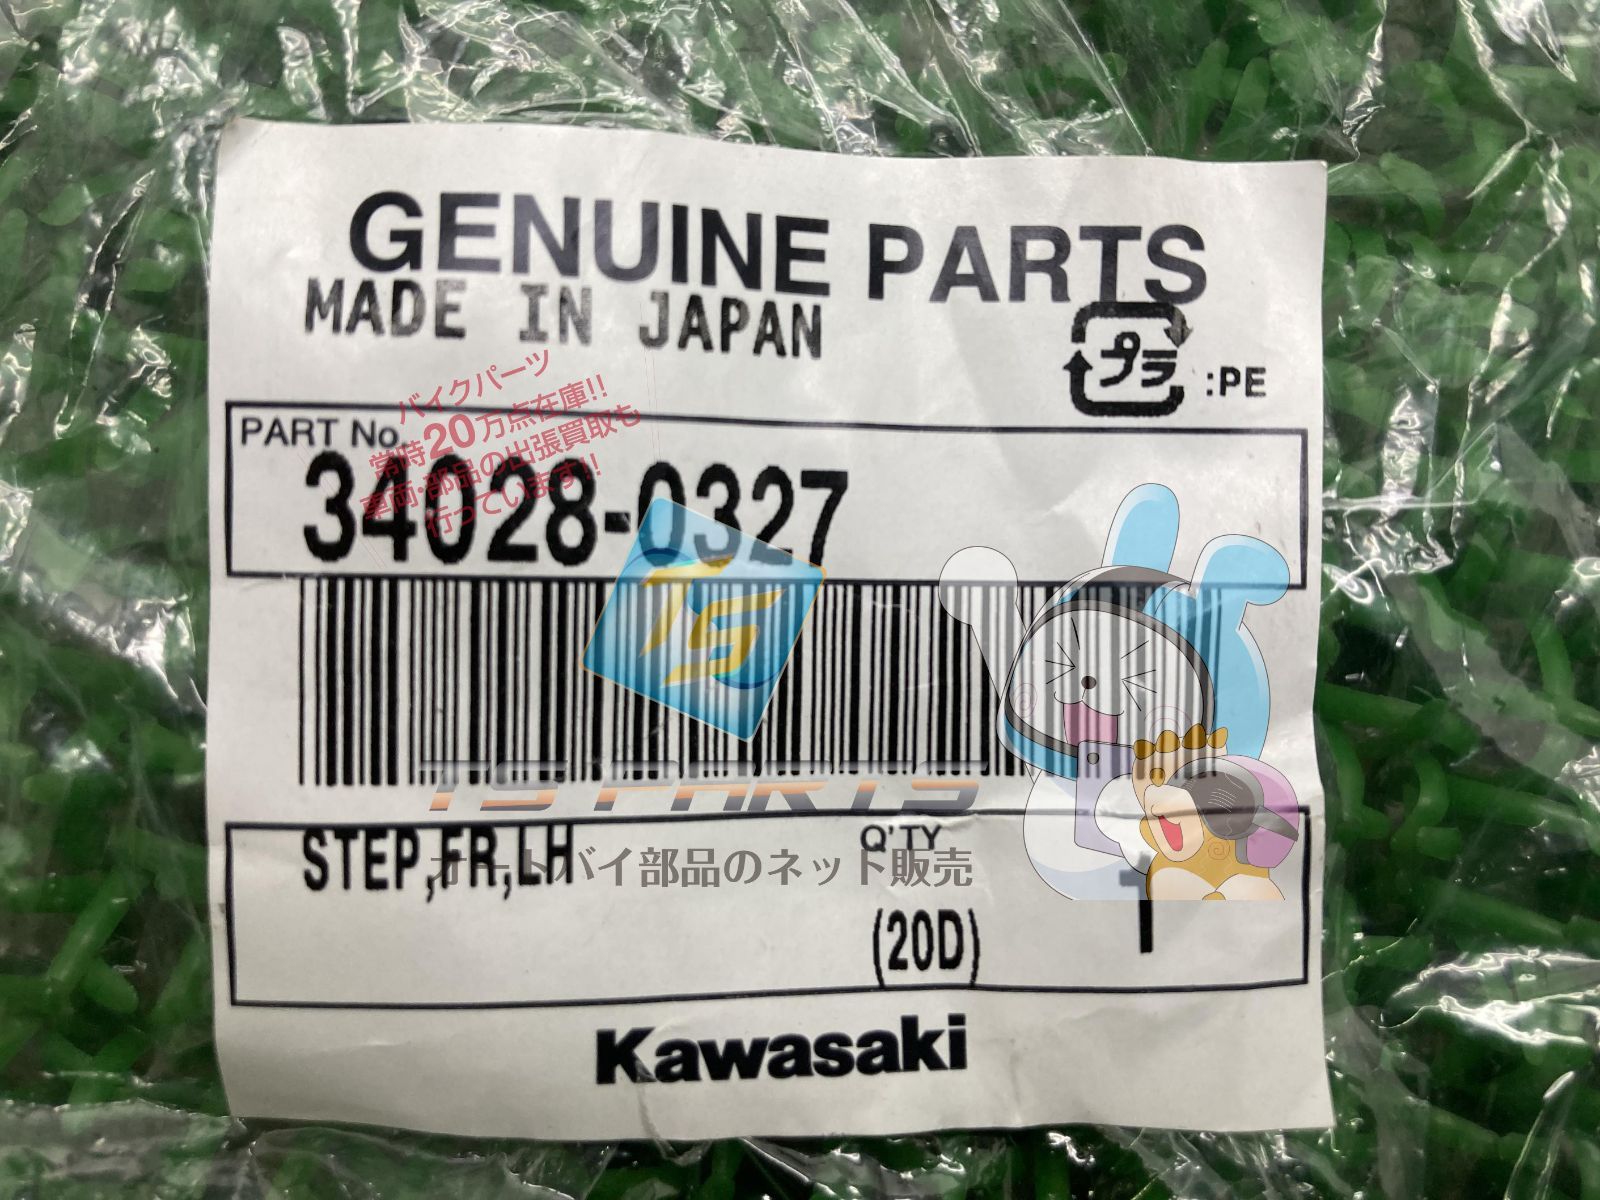 GENUINE PARTS
MADE IN JAPAN
プラ :PE
バイクパーツ
常時20万点在庫!!
車両・部品の出張買取も
行っています!!
PART No.
34028-0327
TS
TS PARTS
オートバイ部品のネット販売
STEP,FR,LH
Q'TY
(20D) 1
Kawasaki